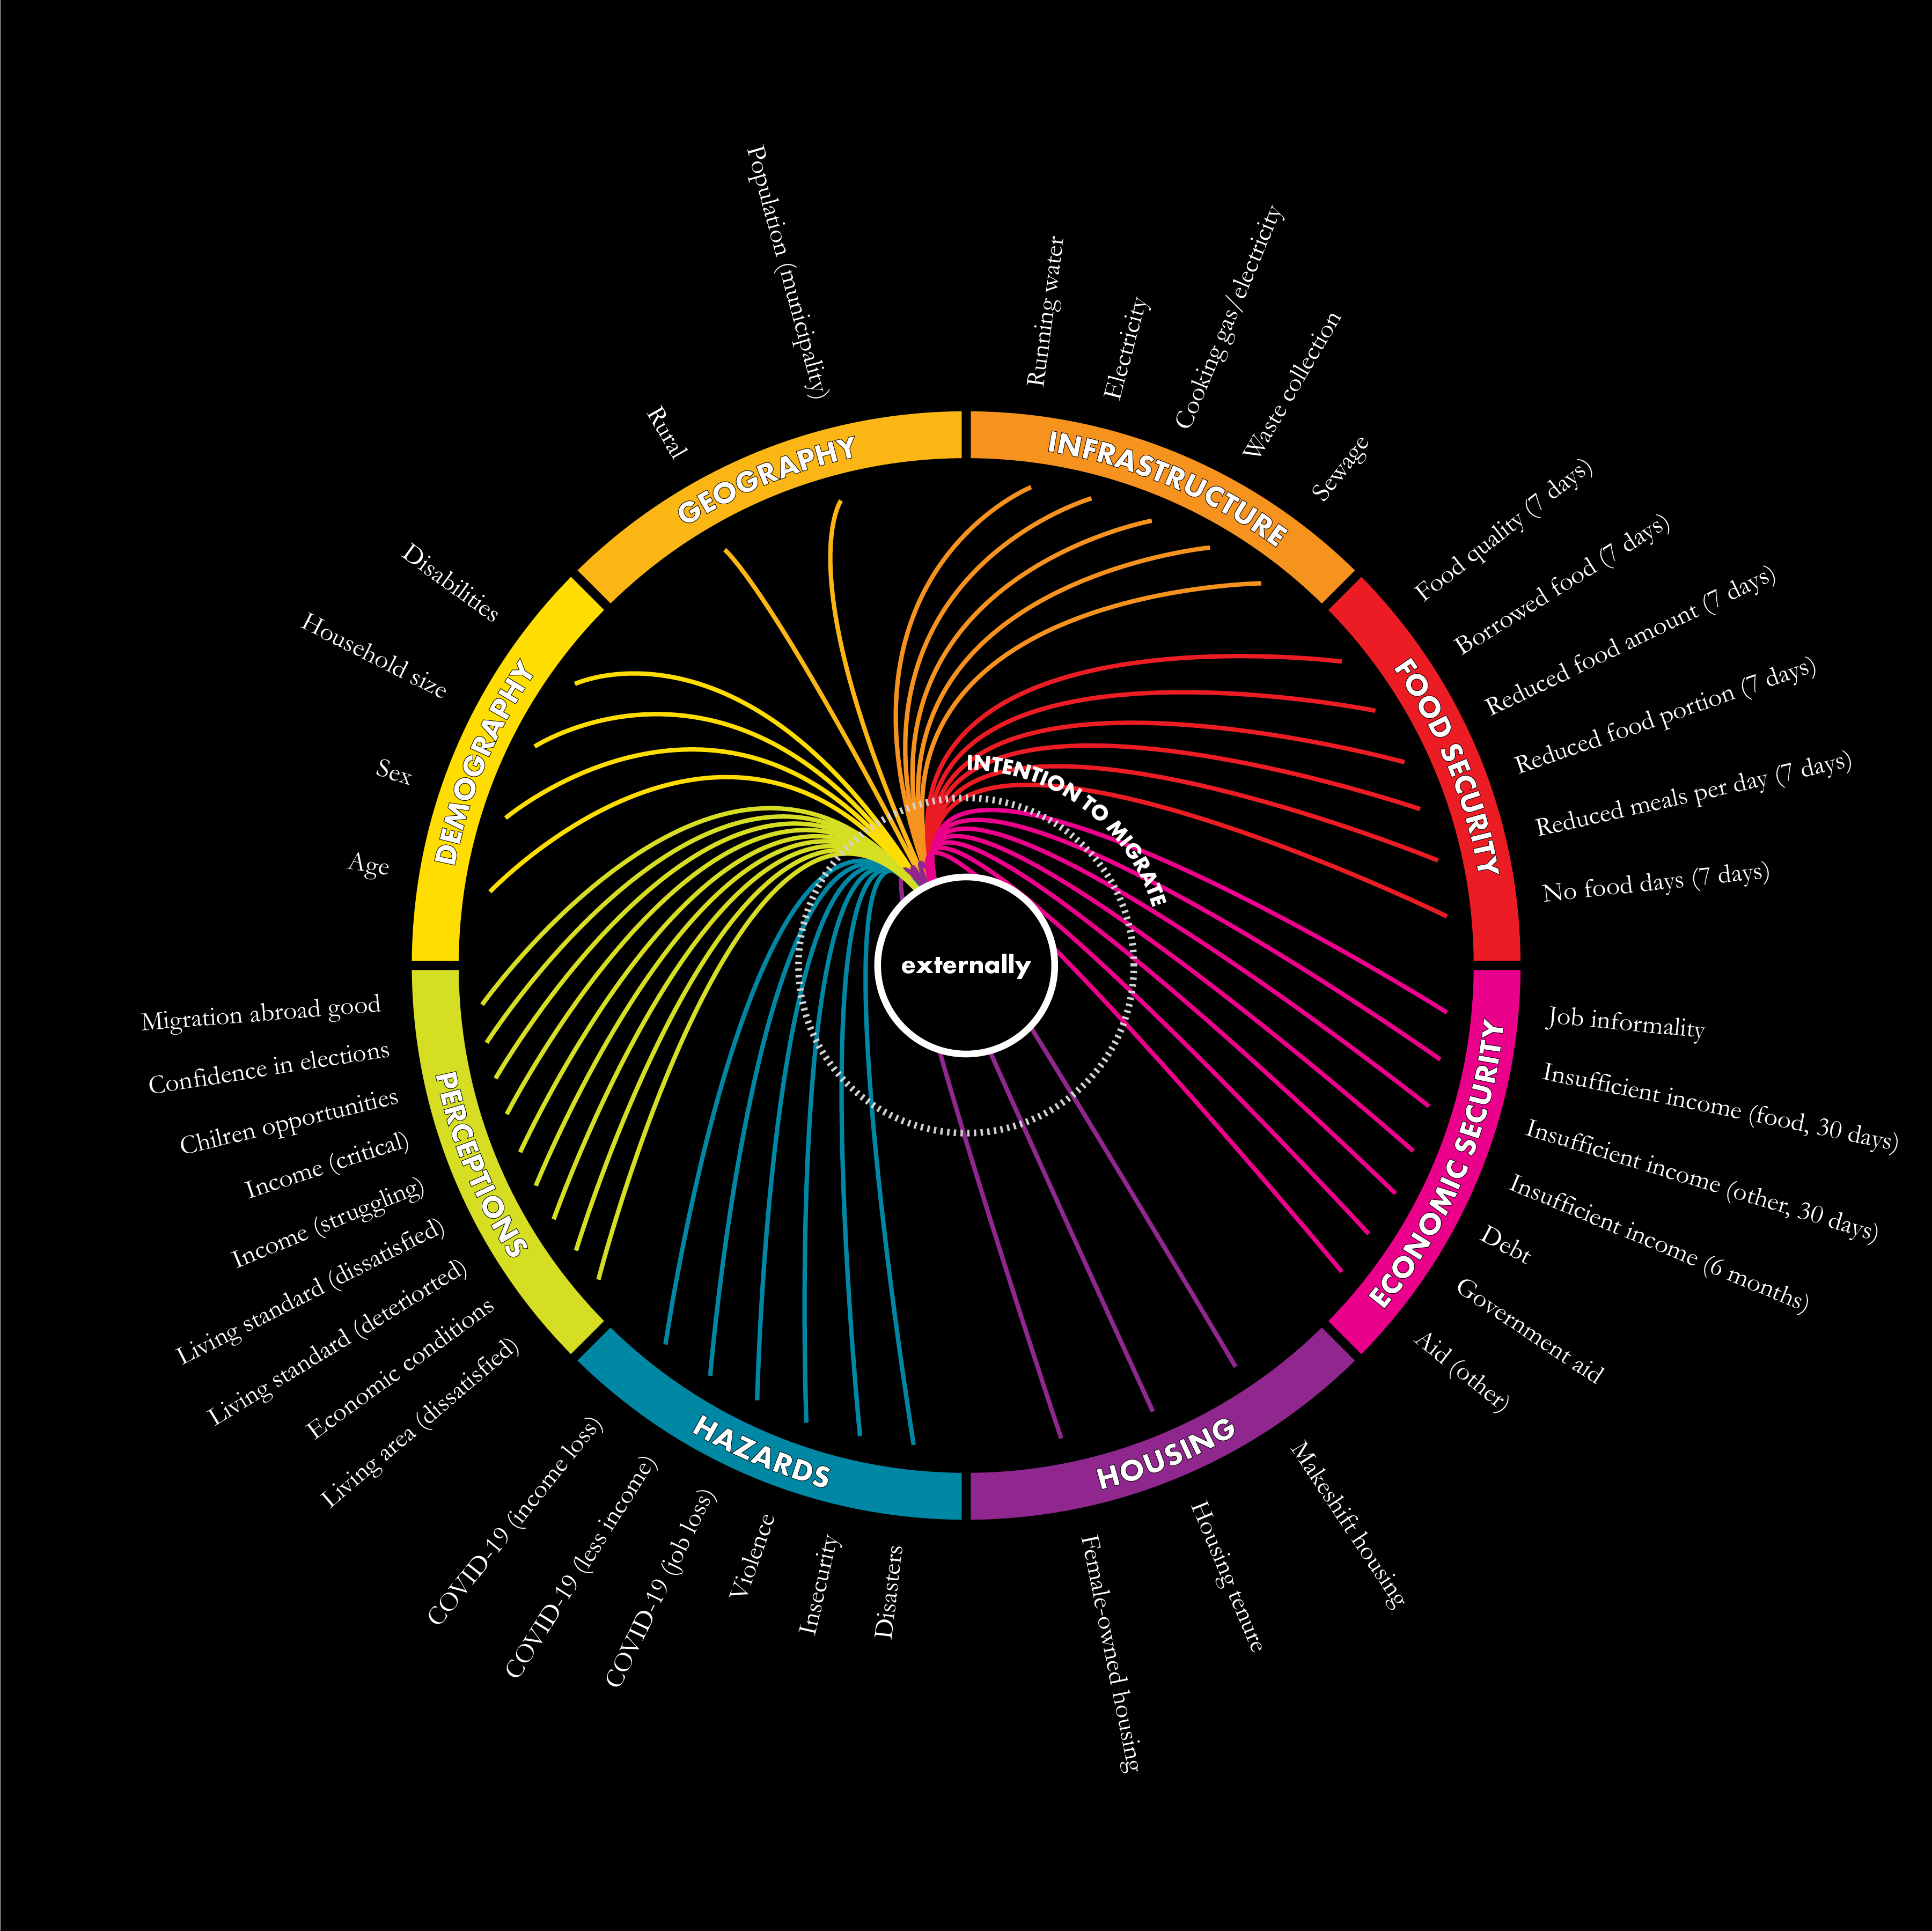 Population (municipality)
Rural
GEOGRAPHY
Running water
Electricity
Cooking gas/electricity
Waste collection
Sewage
INFRASTRUCTURE
Food quality (7 days)
Borrowed food (7 days)
Reduced food amount (7 days)
Reduced food portion (7 days)
Reduced meals per day (7 days)
No food days (7 days)
FOOD SECURITY
Job informality
Insufficient income (food, 30 days)
Insufficient income (other, 30 days)
Insufficient income (6 months)
Debt
Government aid
Aid (other)
ECONOMIC SECURITY
Makeshift housing
Housing tenure
Female-owned housing
HOUSING
Disasters
Insecurity
Violence
COVID-19 (job loss)
COVID-19 (less income)
COVID-19 (income loss)
HAZARDS
Living area (dissatisfied)
Economic conditions
Living standard (deteriorted)
Living standard (dissatisfied)
Income (struggling)
Income (critical)
Chilren opportunities
Confidence in elections
Migration abroad good
PERCEPTIONS
Age
Sex
Household size
Disabilities
DEMOGRAPHY
INTENTION TO MIGRATE
externally